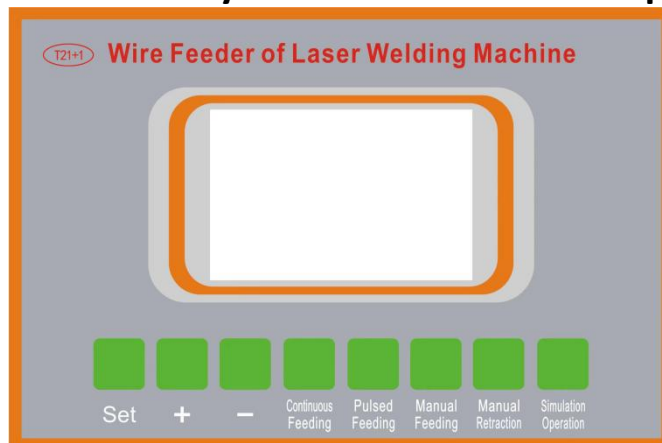 T21+1
Wire Feeder of Laser Welding Machine
Set
+
−
Continuous
Feeding
Pulsed
Feeding
Manual
Feeding
Manual
Retraction
Simulation
Operation